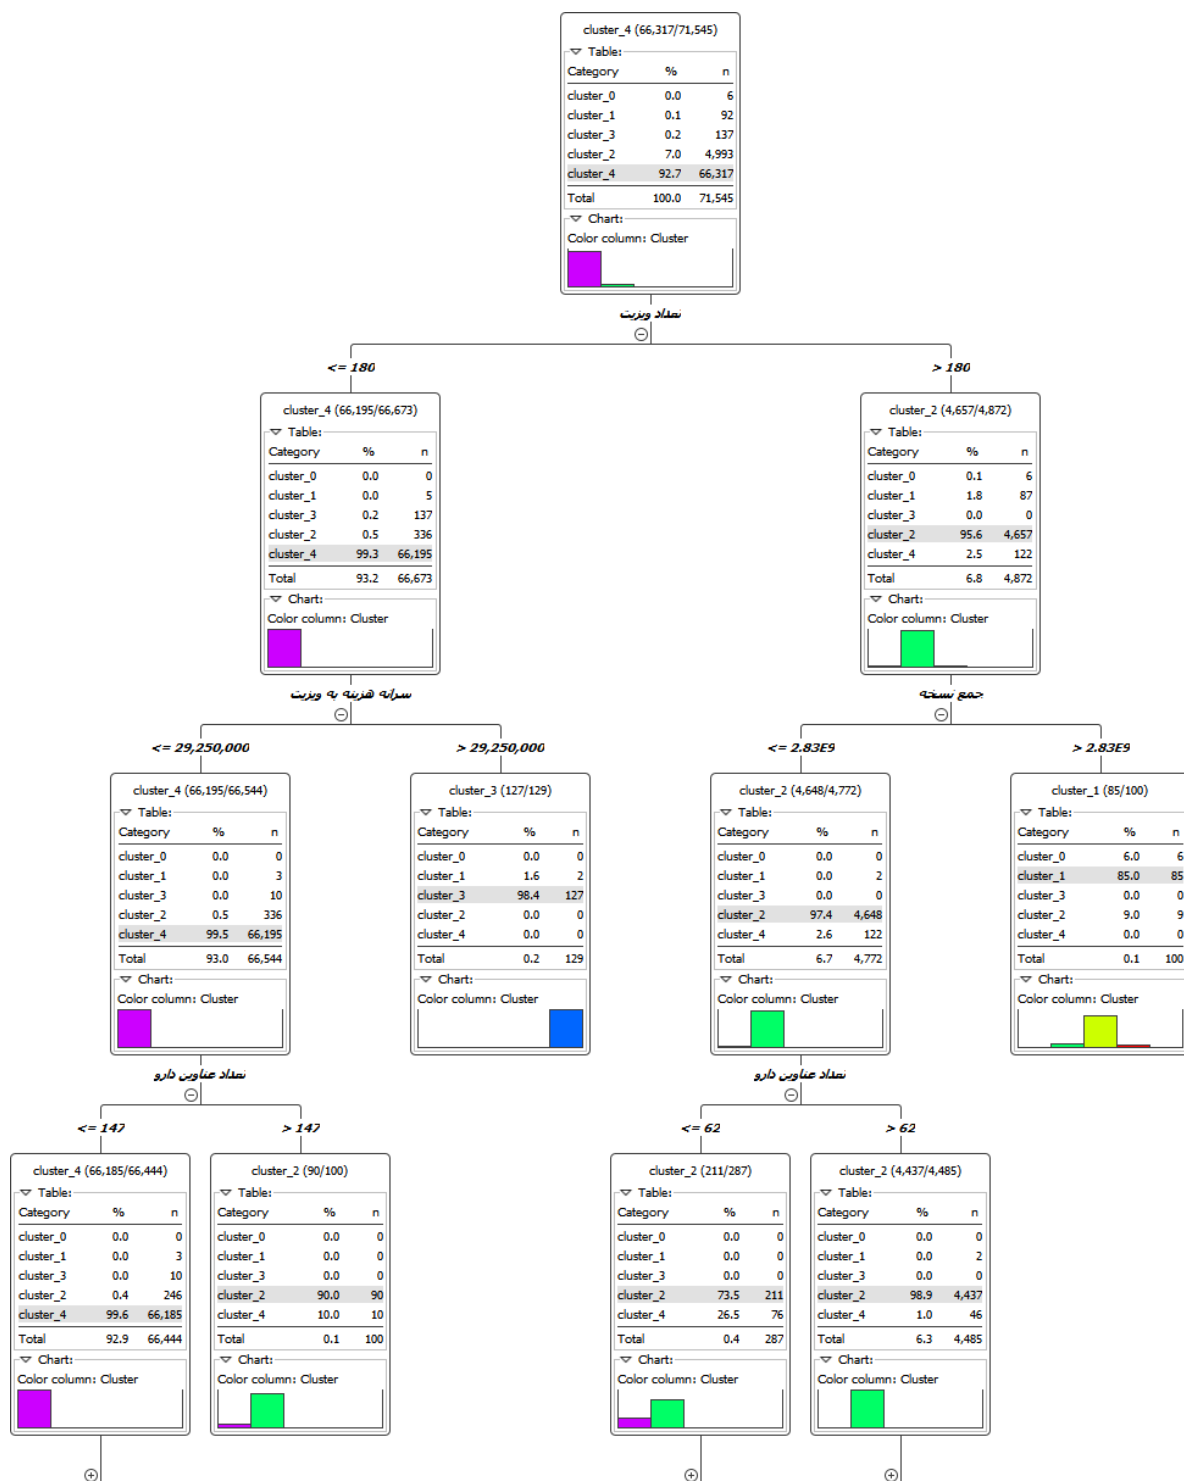 cluster_4 (66,317/71,545)
Table:
Category % n
cluster_0 0.0 6
cluster_1 0.1 92
cluster_3 0.2 137
cluster_2 7.0 4,993
cluster_4 92.7 66,317
Total 100.0 71,545
Chart:
Color column: Cluster
تعداد ویزیت
<= 180
> 180
cluster_4 (66,195/66,673)
Table:
Category % n
cluster_0 0.0 0
cluster_1 0.0 5
cluster_3 0.2 137
cluster_2 0.5 336
cluster_4 99.3 66,195
Total 93.2 66,673
Chart:
Color column: Cluster
سرانه هزینه به ویزیت
cluster_2 (4,657/4,872)
Table:
Category % n
cluster_0 0.1 6
cluster_1 1.8 87
cluster_3 0.0 0
cluster_2 95.6 4,657
cluster_4 2.5 122
Total 6.8 4,872
Chart:
Color column: Cluster
جمع نسخه
<= 29,250,000
> 29,250,000
<= 2.83E9
> 2.83E9
cluster_4 (66,195/66,544)
Table:
Category % n
cluster_0 0.0 0
cluster_1 0.0 3
cluster_3 0.0 10
cluster_2 0.5 336
cluster_4 99.5 66,195
Total 93.0 66,544
Chart:
Color column: Cluster
تعداد عناوین دارو
cluster_3 (127/129)
Table:
Category % n
cluster_0 0.0 0
cluster_1 1.6 2
cluster_3 98.4 127
cluster_2 0.0 0
cluster_4 0.0 0
Total 0.2 129
Chart:
Color column: Cluster
cluster_2 (4,648/4,772)
Table:
Category % n
cluster_0 0.0 0
cluster_1 0.0 2
cluster_3 0.0 0
cluster_2 97.4 4,648
cluster_4 2.6 122
Total 6.7 4,772
Chart:
Color column: Cluster
تعداد عناوین دارو
cluster_1 (85/100)
Table:
Category % n
cluster_0 6.0 6
cluster_1 85.0 85
cluster_3 0.0 0
cluster_2 9.0 9
cluster_4 0.0 0
Total 0.1 100
Chart:
Color column: Cluster
<= 147
> 147
<= 62
> 62
cluster_4 (66,185/66,444)
Table:
Category % n
cluster_0 0.0 0
cluster_1 0.0 3
cluster_3 0.0 10
cluster_2 0.4 246
cluster_4 99.6 66,185
Total 92.9 66,444
Chart:
Color column: Cluster
cluster_2 (90/100)
Table:
Category % n
cluster_0 0.0 0
cluster_1 0.0 0
cluster_3 0.0 0
cluster_2 90.0 90
cluster_4 10.0 10
Total 0.1 100
Chart:
Color column: Cluster
cluster_2 (211/287)
Table:
Category % n
cluster_0 0.0 0
cluster_1 0.0 0
cluster_3 0.0 0
cluster_2 73.5 211
cluster_4 26.5 76
Total 0.4 287
Chart:
Color column: Cluster
cluster_2 (4,437/4,485)
Table:
Category % n
cluster_0 0.0 0
cluster_1 0.0 2
cluster_3 0.0 0
cluster_2 98.9 4,437
cluster_4 1.0 46
Total 6.3 4,485
Chart:
Color column: Cluster